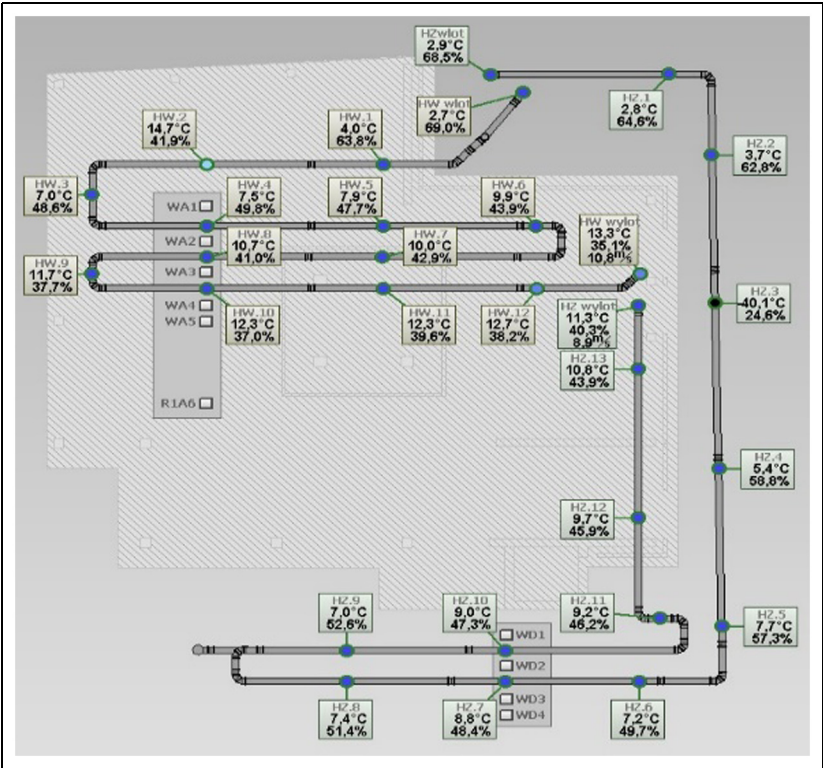 HZwlot
2,9°C
68,5%
HW wlot
2,7°C
69,0%
HZ.1
2,8°C
64,6%
HW.2
14,7°C
41,9%
HW.1
4,0°C
63,8%
HZ.2
3,7°C
62,8%
HW.3
7,0°C
48,6%
HW.4
7,5°C
49,8%
HW.5
7,9°C
47,7%
HW.6
9,9°C
43,9%
WA1
WA2
WA3
WA4
WA5
R1A6
HW wylot
13,3°C
35,1%
10,8 m/s
HW.8
10,7°C
41,0%
HW.7
10,0°C
42,9%
HW.9
11,7°C
37,7%
HW.10
12,3°C
37,0%
HW.11
12,3°C
39,6%
HW.12
12,7°C
38,2%
HZ wylot
11,3°C
40,3%
8,9 m/s
HZ.3
40,1°C
24,6%
HZ.13
10,8°C
43,9%
HZ.4
5,4°C
58,8%
HZ.12
9,7°C
45,9%
HZ.9
7,0°C
52,6%
HZ.10
9,0°C
47,3%
HZ.11
9,2°C
46,2%
HZ.5
7,7°C
57,3%
WD1
WD2
WD3
WD4
HZ.8
7,4°C
51,4%
HZ.7
8,8°C
48,4%
HZ.6
7,2°C
49,7%